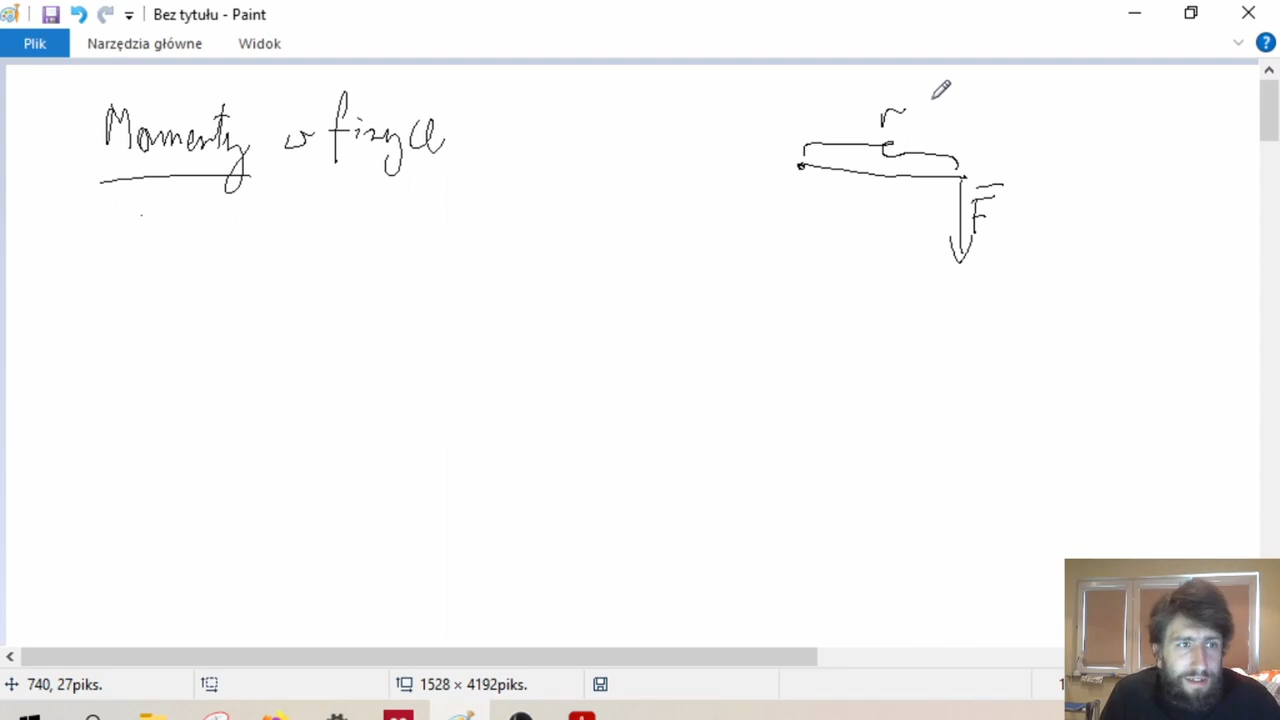 Bez tytułu - Paint
Plik Narzędzia główne Widok
Momenty w fizyce
r
F
740, 27piks.
1528 × 4192piks.